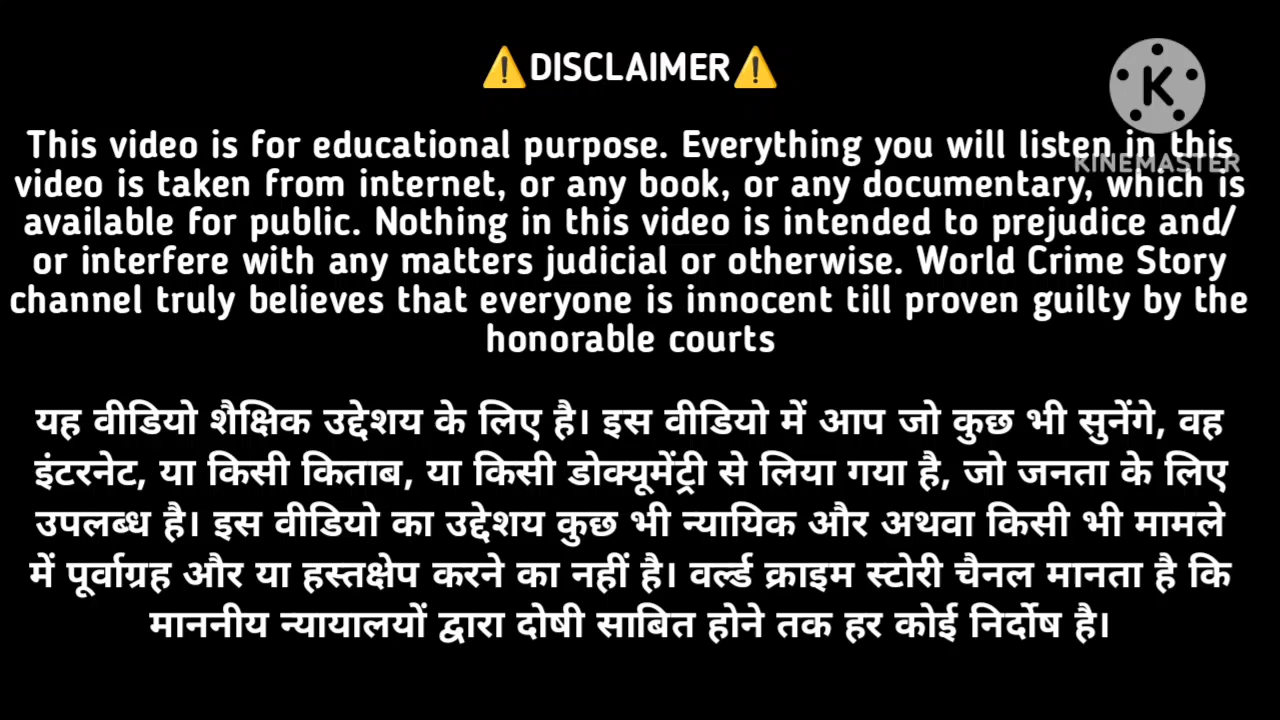 ⚠️DISCLAIMER⚠️
K
KINEMASTER
This video is for educational purpose. Everything you will listen in this
video is taken from internet, or any book, or any documentary, which is
available for public. Nothing in this video is intended to prejudice and/
or interfere with any matters judicial or otherwise. World Crime Story
channel truly believes that everyone is innocent till proven guilty by the
honorable courts
यह वीडियो शैक्षिक उद्देशय के लिए है। इस वीडियो में आप जो कुछ भी सुनेंगे, वह
इंटरनेट, या किसी किताब, या किसी डोक्यूमेंट्री से लिया गया है, जो जनता के लिए
उपलब्ध है। इस वीडियो का उद्देशय कुछ भी न्यायिक और अथवा किसी भी मामले
में पूर्वाग्रह और या हस्तक्षेप करने का नहीं है। वर्ल्ड क्राइम स्टोरी चैनल मानता है कि
माननीय न्यायालयों द्वारा दोषी साबित होने तक हर कोई निर्दोष है।